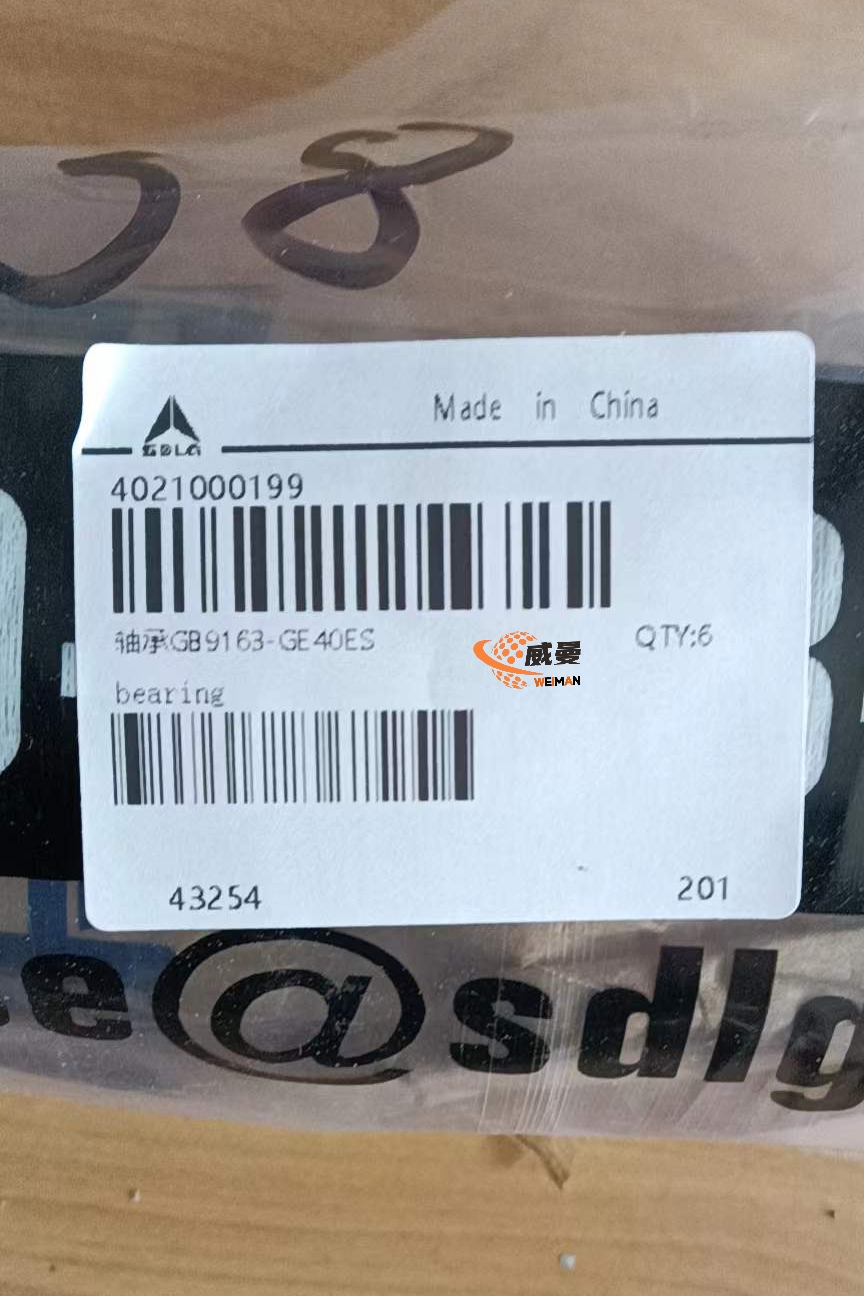 08
Made in China
SDLG
4021000199
轴承GB9163-GE40ES
QTY:6
威曼
WEIMAN
bearing
43254
201
e@sdlg